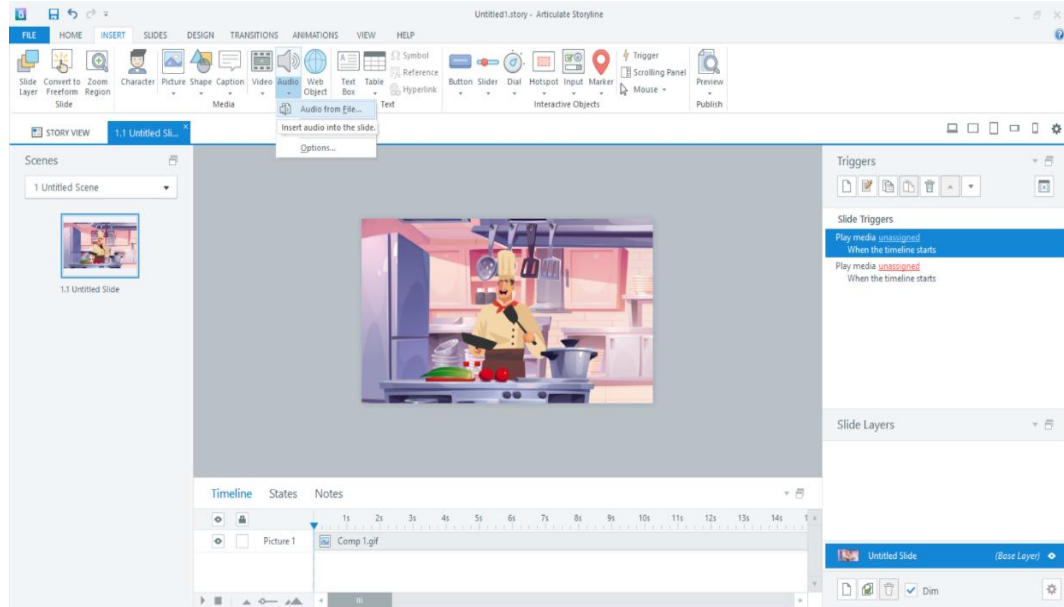 Untitled1.story - Articulate Storyline
FILE HOME INSERT SLIDES DESIGN TRANSITIONS ANIMATIONS VIEW HELP
Slide Layer
Convert to Freeform
Zoom Region
Slide
Character
Picture
Shape
Caption
Video
Audio
Web Object
Media
Text Box
Table
Symbol
Reference
Hyperlink
Text
Button
Slider
Dial
Hotspot
Input
Marker
Trigger
Scrolling Panel
Mouse
Interactive Objects
Preview
Publish
Audio from File...
Insert audio into the slide.
Options...
STORY VIEW
1.1 Untitled Sli...
Scenes
1 Untitled Scene
1.1 Untitled Slide
Triggers
Slide Triggers
Play media unassigned
When the timeline starts
Play media unassigned
When the timeline starts
Slide Layers
Untitled Slide (Base Layer)
Dim
Timeline States Notes
1s 2s 3s 4s 5s 6s 7s 8s 9s 10s 11s 12s 13s 14s 1
Picture 1
Comp 1.gif